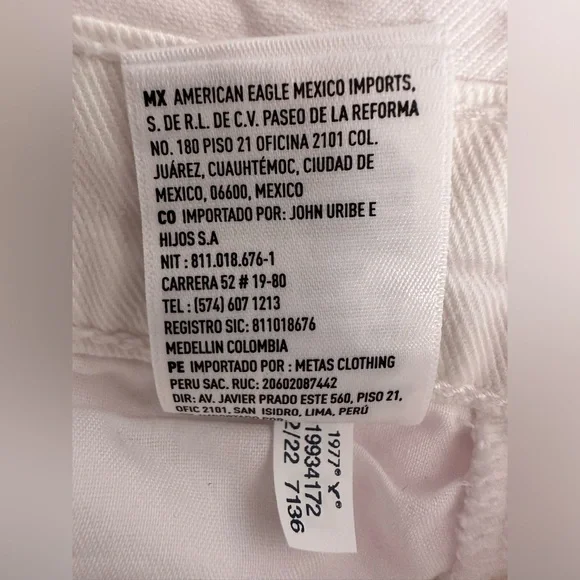 MX AMERICAN EAGLE MEXICO IMPORTS,
S. DE R.L. DE C.V. PASEO DE LA REFORMA
NO. 180 PISO 21 OFICINA 2101 COL.
JUÁREZ, CUAUHTÉMOC, CIUDAD DE
MEXICO, 06600, MEXICO
CO IMPORTADO POR: JOHN URIBE E
HIJOS S.A
NIT : 811.018.676-1
CARRERA 52 # 19-80
TEL : (574) 607 1213
REGISTRO SIC: 811018676
MEDELLIN COLOMBIA
PE IMPORTADO POR : METAS CLOTHING
PERU SAC. RUC: 20602087442
DIR: AV. JAVIER PRADO ESTE 560, PISO 21,
OFIC 2101, SAN ISIDRO, LIMA, PERÚ
1977
19934172
2/22 7136